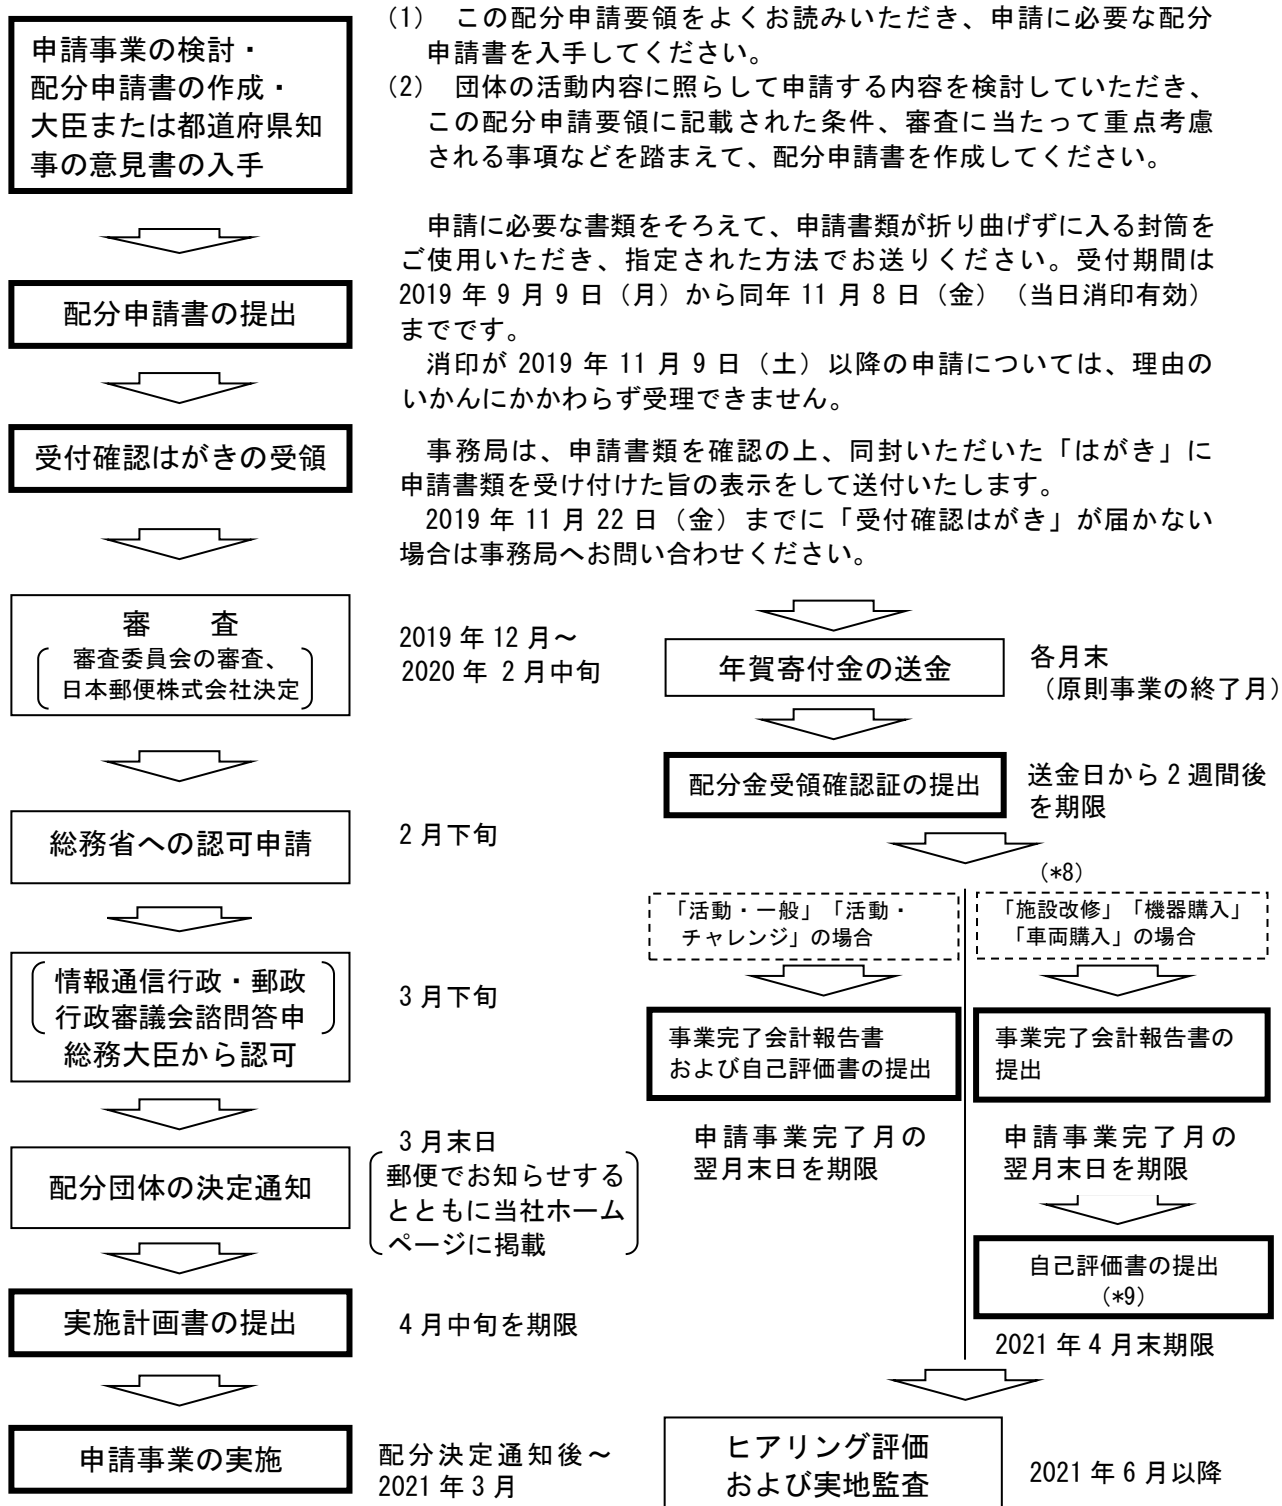 申請事業の検討・
配分申請書の作成・
大臣または都道府県知
事の意見書の入手
(1) この配分申請要領をよくお読みいただき、申請に必要な配分
申請書を入手してください。
(2) 団体の活動内容に照らして申請する内容を検討していただき、
この配分申請要領に記載された条件、審査に当たって重点考慮
される事項などを踏まえて、配分申請書を作成してください。
配分申請書の提出
申請に必要な書類をそろえて、申請書類が折り曲げずに入る封筒を
ご使用いただき、指定された方法でお送りください。受付期間は
2019 年 9 月 9 日（月）から同年 11 月 8 日（金）（当日消印有効）
までです。
消印が 2019 年 11 月 9 日（土）以降の申請については、理由の
いかんにかかわらず受理できません。
受付確認はがきの受領
事務局は、申請書類を確認の上、同封いただいた「はがき」に
申請書類を受け付けた旨の表示をして送付いたします。
2019 年 11 月 22 日（金）までに「受付確認はがき」が届かない
場合は事務局へお問い合わせください。
審　　査
審査委員会の審査、
日本郵便株式会社決定
2019 年 12 月～
2020 年 2 月中旬
総務省への認可申請
2 月下旬
情報通信行政・郵政
行政審議会諮問答申
総務大臣から認可
3 月下旬
配分団体の決定通知
3 月末日
郵便でお知らせする
とともに当社ホーム
ページに掲載
実施計画書の提出
4 月中旬を期限
申請事業の実施
配分決定通知後～
2021 年 3 月
年賀寄付金の送金
各月末
（原則事業の終了月）
配分金受領確認証の提出
送金日から 2 週間後
を期限
(*8)
「活動・一般」「活動・
チャレンジ」の場合
「施設改修」「機器購入」
「車両購入」の場合
事業完了会計報告書
および自己評価書の提出
事業完了会計報告書の
提出
申請事業完了月の
翌月末日を期限
申請事業完了月の
翌月末日を期限
自己評価書の提出
(*9)
2021 年 4 月末期限
ヒアリング評価
および実地監査
2021 年 6 月以降